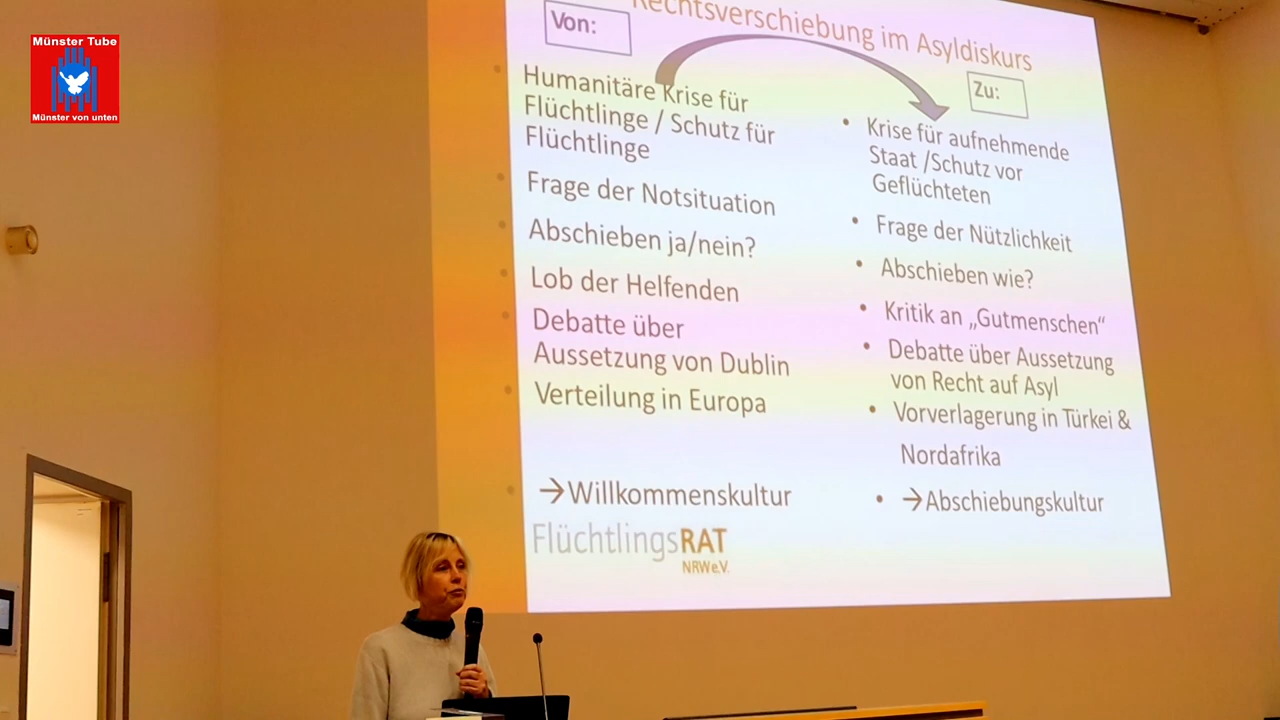 Münster Tube
Münster von unten
Rechtsverschiebung im Asyldiskurs
Von:
Humanitäre Krise für
Flüchtlinge / Schutz für
Flüchtlinge
Frage der Notsituation
Abschieben ja/nein?
Lob der Helfenden
Debatte über
Aussetzung von Dublin
Verteilung in Europa
→Willkommenskultur
Zu:
Krise für aufnehmende
Staat /Schutz vor
Geflüchteten
Frage der Nützlichkeit
Abschieben wie?
Kritik an „Gutmenschen“
Debatte über Aussetzung
von Recht auf Asyl
Vorverlagerung in Türkei &
Nordafrika
→Abschiebungskultur
FlüchtlingsRAT
NRW e.V.